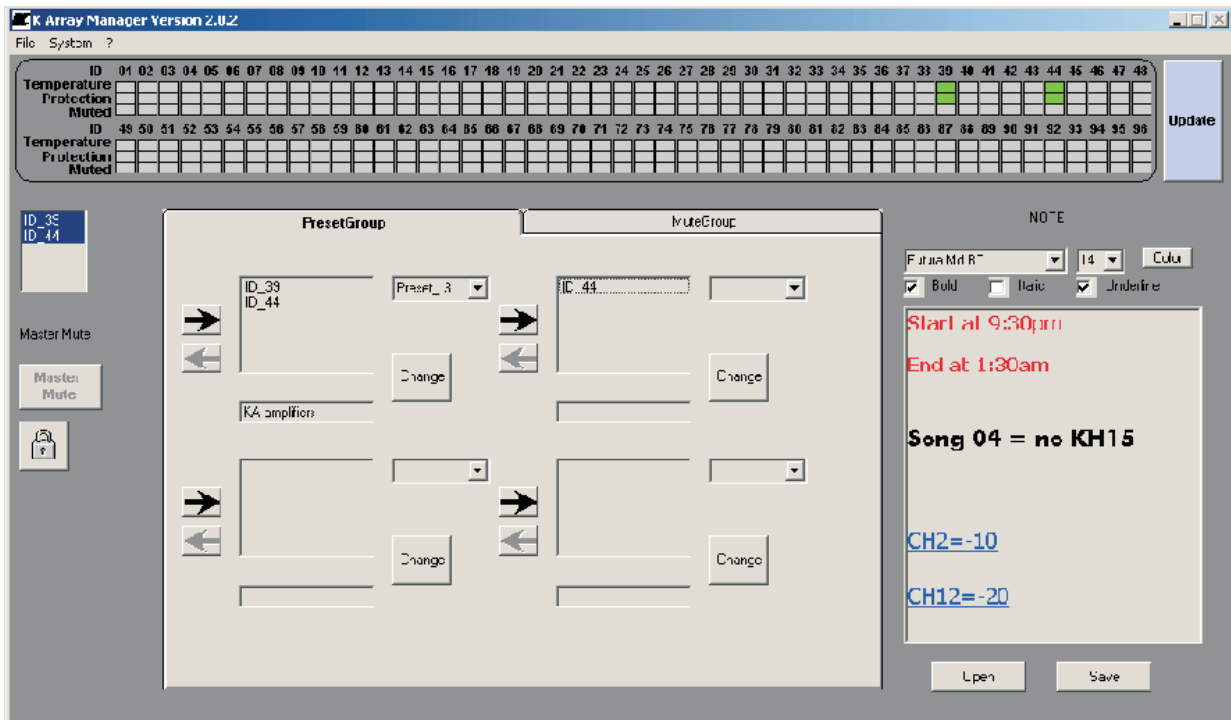 K Array Manager Version 2.0.2
File System ?
ID 01 02 03 04 05 06 07 08 09 10 11 12 13 14 15 16 17 18 19 20 21 22 23 24 25 26 27 28 29 30 31 32 33 34 35 36 37 38 39 40 41 42 43 44 45 46 47 48
Temperature
Protection
Muted
ID 49 50 51 52 53 54 55 56 57 58 59 60 61 62 63 64 65 66 67 68 69 70 71 72 73 74 75 76 77 78 79 80 81 82 83 84 85 86 87 88 89 90 91 92 93 94 95 96
Temperature
Protection
Muted
Update
ID_39
ID_44
Master Mute
Master
Mute
PresetGroup
MuteGroup
ID_39
ID_44
Preset_ 3
Change
KA amplifiers
ID_44
Change
Change
Change
NOTE
Futura Md BT
14
Color
Bold
Italic
Underline
Start at 9:30pm
End at 1:30am
Song 04 = no KH15
CH2=-10
CH12=-20
Open
Save